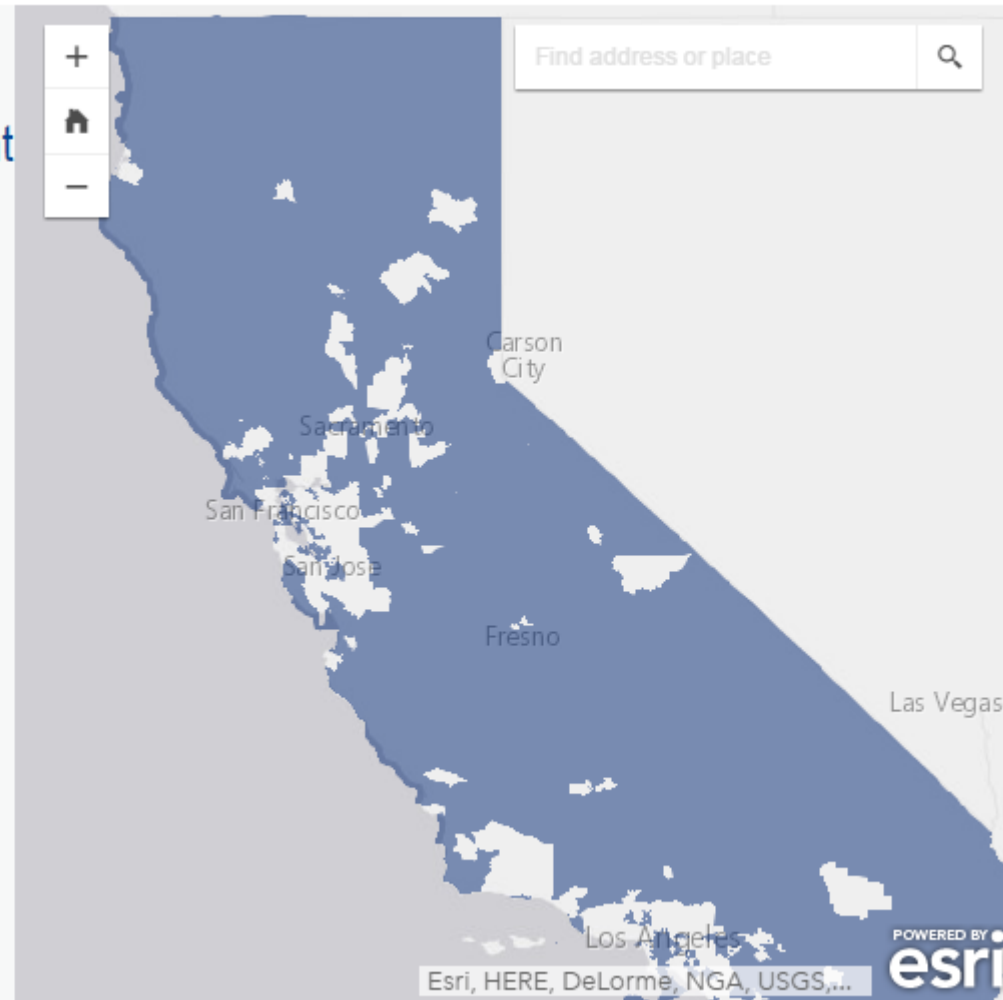 +
Find address or place
t
−
Carson
City
Sacramento
San Francisco
San Jose
Fresno
Las Vegas
Los Angeles
POWERED BY
esri
Esri, HERE, DeLorme, NGA, USGS,...